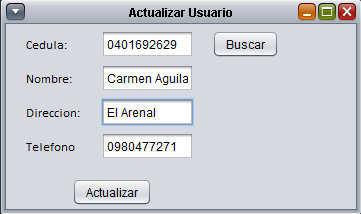 Actualizar Usuario
Cedula: 0401692629 Buscar
Nombre: Carmen Aguila
Direccion: El Arenal
Telefono 0980477271
Actualizar